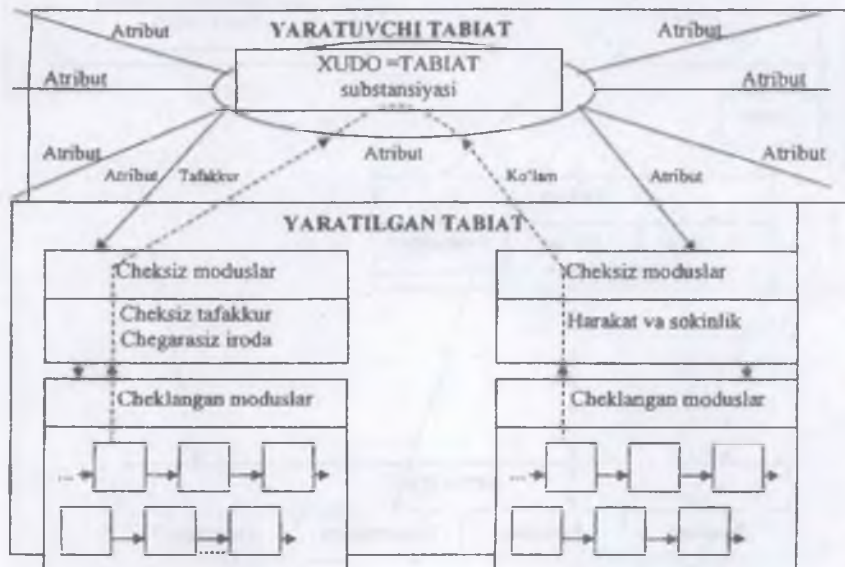 YARATUVCHI TABIAT
Atribut
Atribut
XUDO =TABIAT
substansiyasi
Atribut
Atribut
Atribut
Atribut
Atribut
Atribut
Tafakkur
Ko'lam
Atribut
YARATILGAN TABIAT
Cheksiz moduslar
Cheksiz tafakkur
Chegarasiz iroda
Cheklangan moduslar
...
.....
Cheksiz moduslar
Harakat va sokinlik
Cheklangan moduslar
...